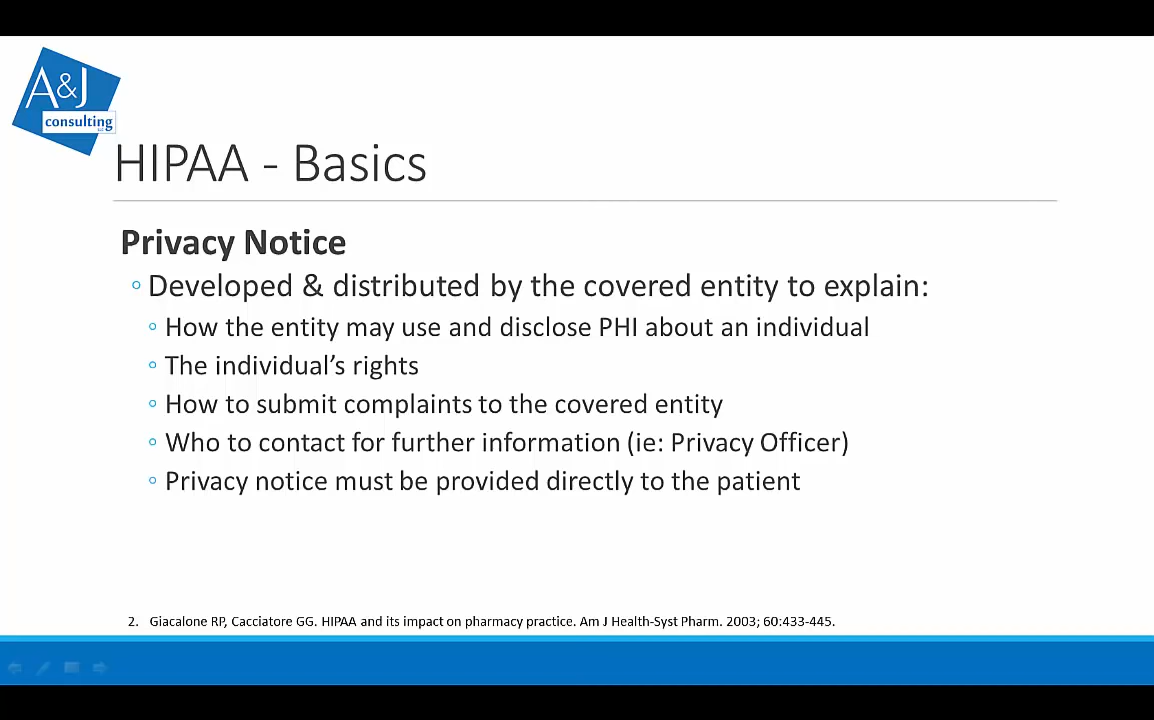 A&J
consulting
LLC
HIPAA - Basics
Privacy Notice
◦ Developed & distributed by the covered entity to explain:
◦ How the entity may use and disclose PHI about an individual
◦ The individual’s rights
◦ How to submit complaints to the covered entity
◦ Who to contact for further information (ie: Privacy Officer)
◦ Privacy notice must be provided directly to the patient
2. Giacalone RP, Cacciatore GG. HIPAA and its impact on pharmacy practice. Am J Health-Syst Pharm. 2003; 60:433-445.